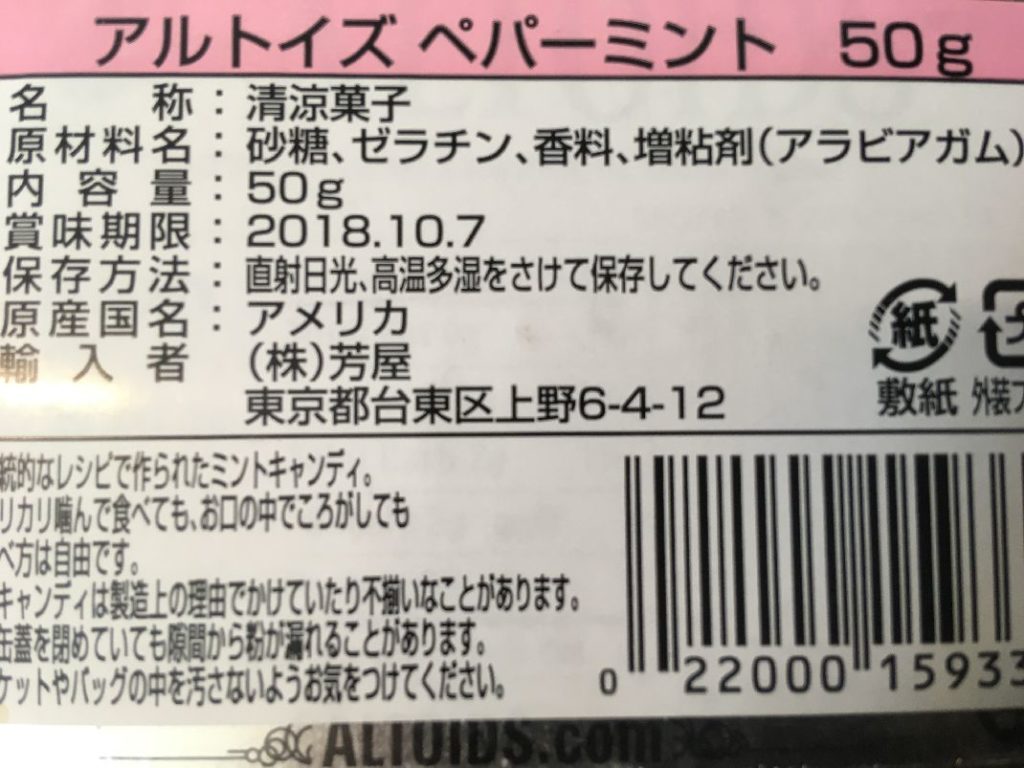 アルトイズ ペパーミント 50g
名称：清涼菓子
原材料名：砂糖、ゼラチン、香料、増粘剤(アラビアガム)
内容量：50g
賞味期限：2018.10.7
保存方法：直射日光、高温多湿をさけて保存してください。
原産国名：アメリカ
輸入者 (株)芳屋
東京都台東区上野6-4-12
紙
敷紙 外装プ
統的なレシピで作られたミントキャンディ。
リカリ噛んで食べても、お口の中でころがしても
べ方は自由です。
キャンディは製造上の理由でかけていたり不揃いなことがあります。
缶蓋を閉めていても隙間から粉が漏れることがあります。
ケットやバッグの中を汚さないようお気をつけてください。
0 22000 15933
ALTOIDS.com